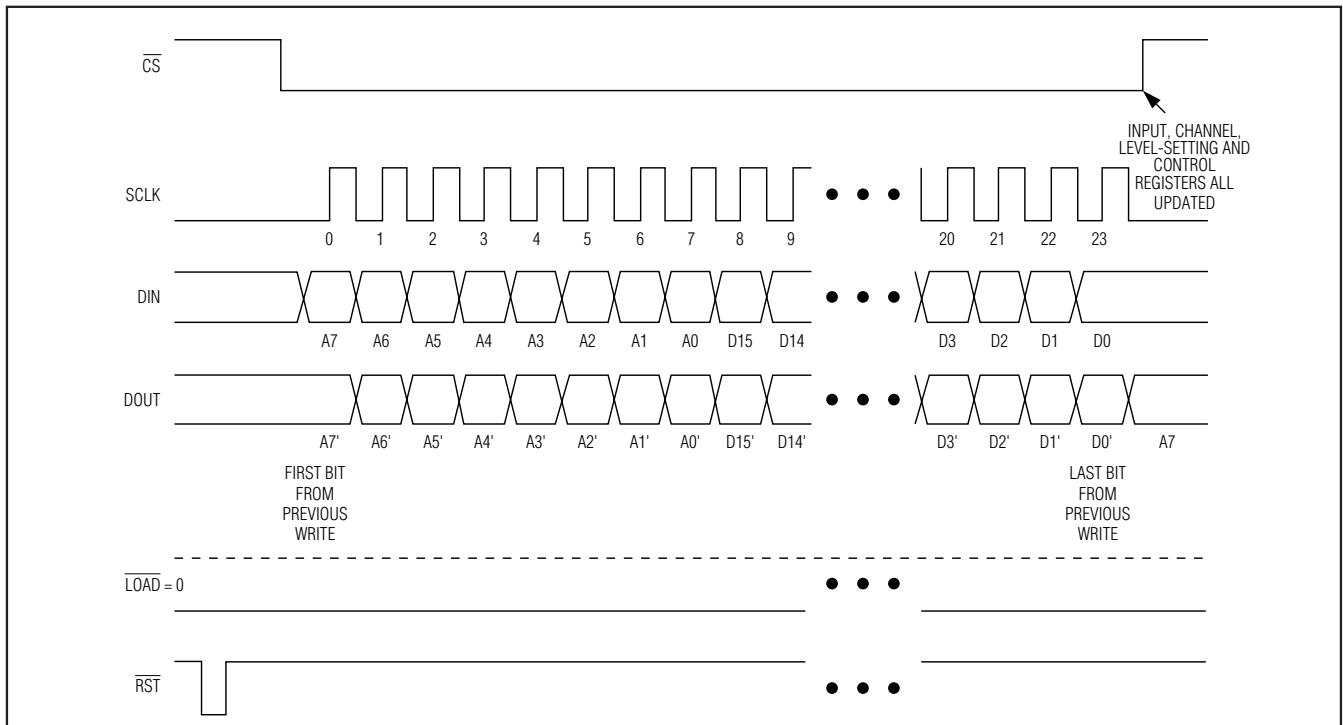 CS
INPUT, CHANNEL,
LEVEL-SETTING AND
CONTROL
REGISTERS ALL
UPDATED
SCLK
0 1 2 3 4 5 6 7 8 9 20 21 22 23
DIN
A7 A6 A5 A4 A3 A2 A1 A0 D15 D14 D3 D2 D1 D0
DOUT
A7' A6' A5' A4' A3' A2' A1' A0' D15' D14' D3' D2' D1' D0' A7
FIRST BIT
FROM
PREVIOUS
WRITE
LAST BIT
FROM
PREVIOUS
WRITE
LOAD = 0
RST